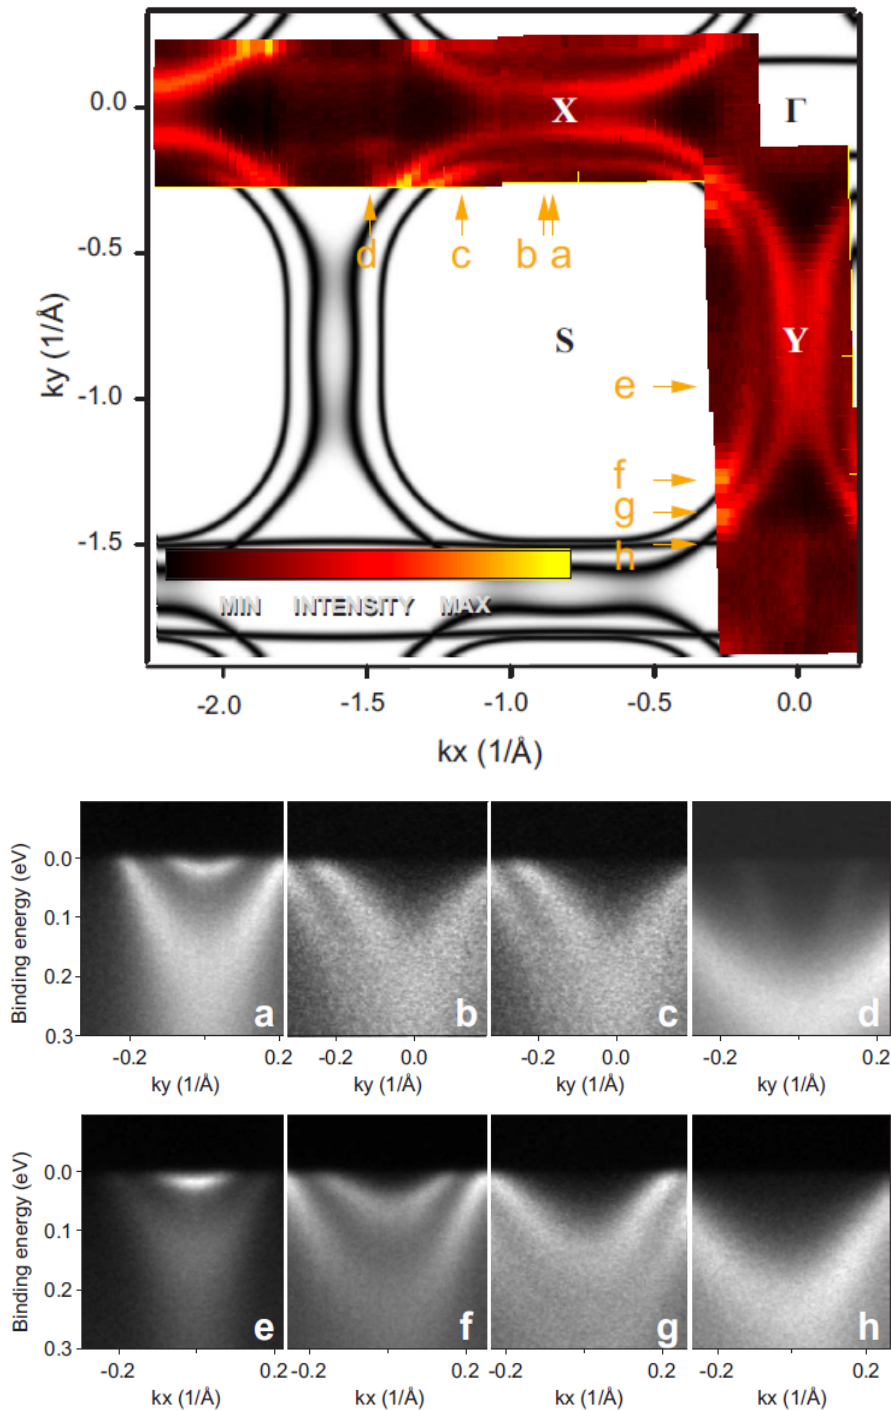 0.0
X
Γ
d
c
b
a
-0.5
ky (1/Å)
S
Y
-1.0
e
f
g
-1.5
h
MIN INTENSITY MAX
-2.0 -1.5 -1.0 -0.5 0.0
kx (1/Å)
Binding energy (eV)
0.0
0.1
0.2
0.3
a b c d
-0.2 0.2 -0.2 0.0 -0.2 0.0 -0.2 0.2
ky (1/Å) ky (1/Å) ky (1/Å) ky (1/Å)
Binding energy (eV)
0.0
0.1
0.2
0.3
e f g h
-0.2 0.2 -0.2 0.2 -0.2 0.2 -0.2 0.2
kx (1/Å) kx (1/Å) kx (1/Å) kx (1/Å)